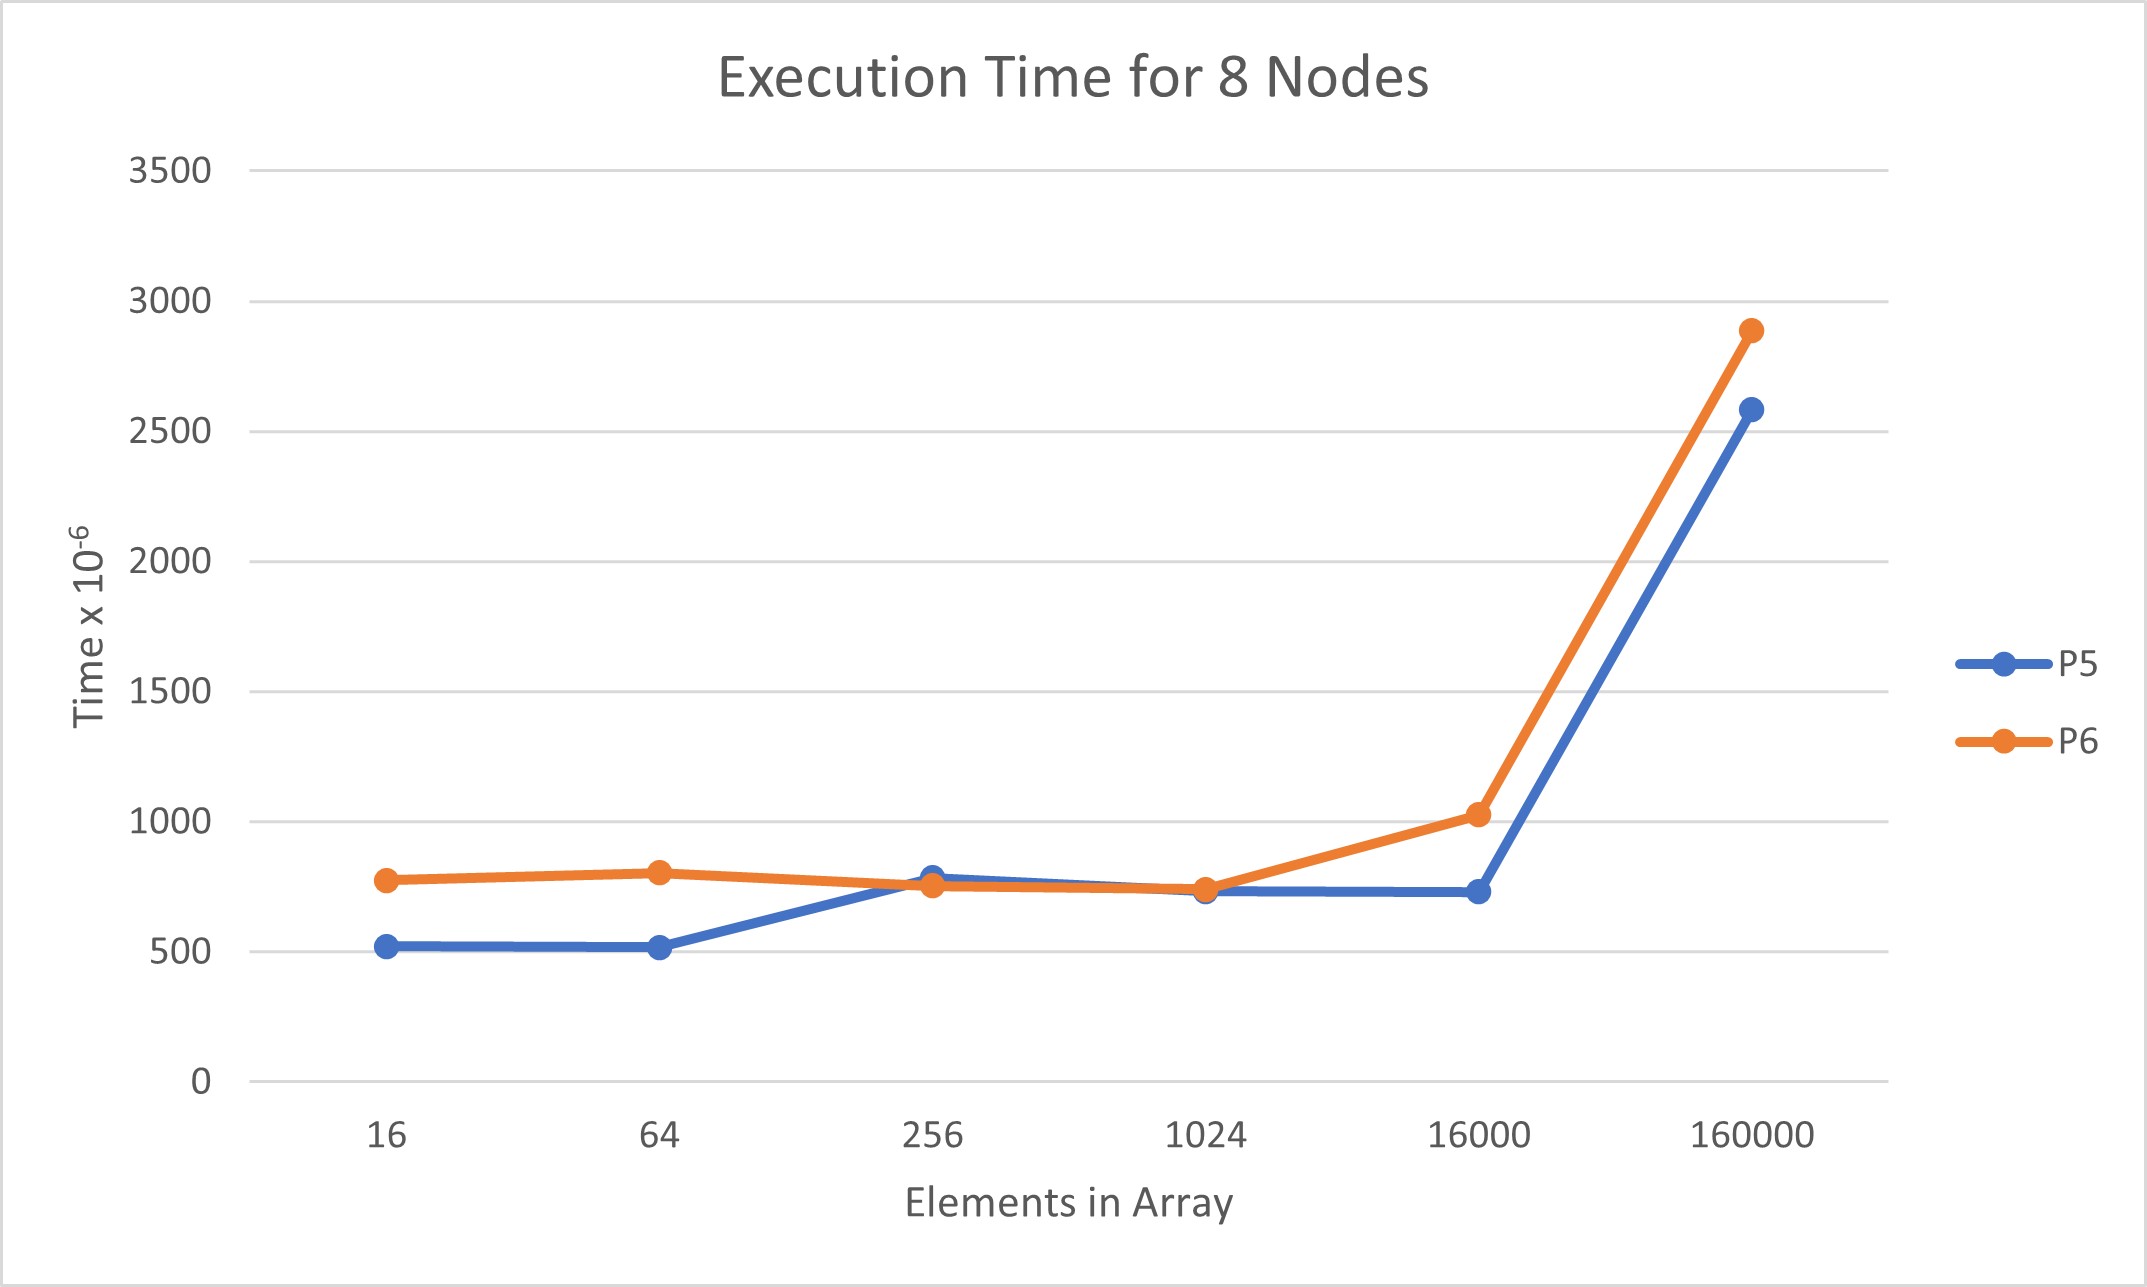 Execution Time for 8 Nodes
3500
3000
2500
2000
1500
1000
500
0
Time x 10⁻⁶
16 64 256 1024 16000 160000
Elements in Array
P5
P6